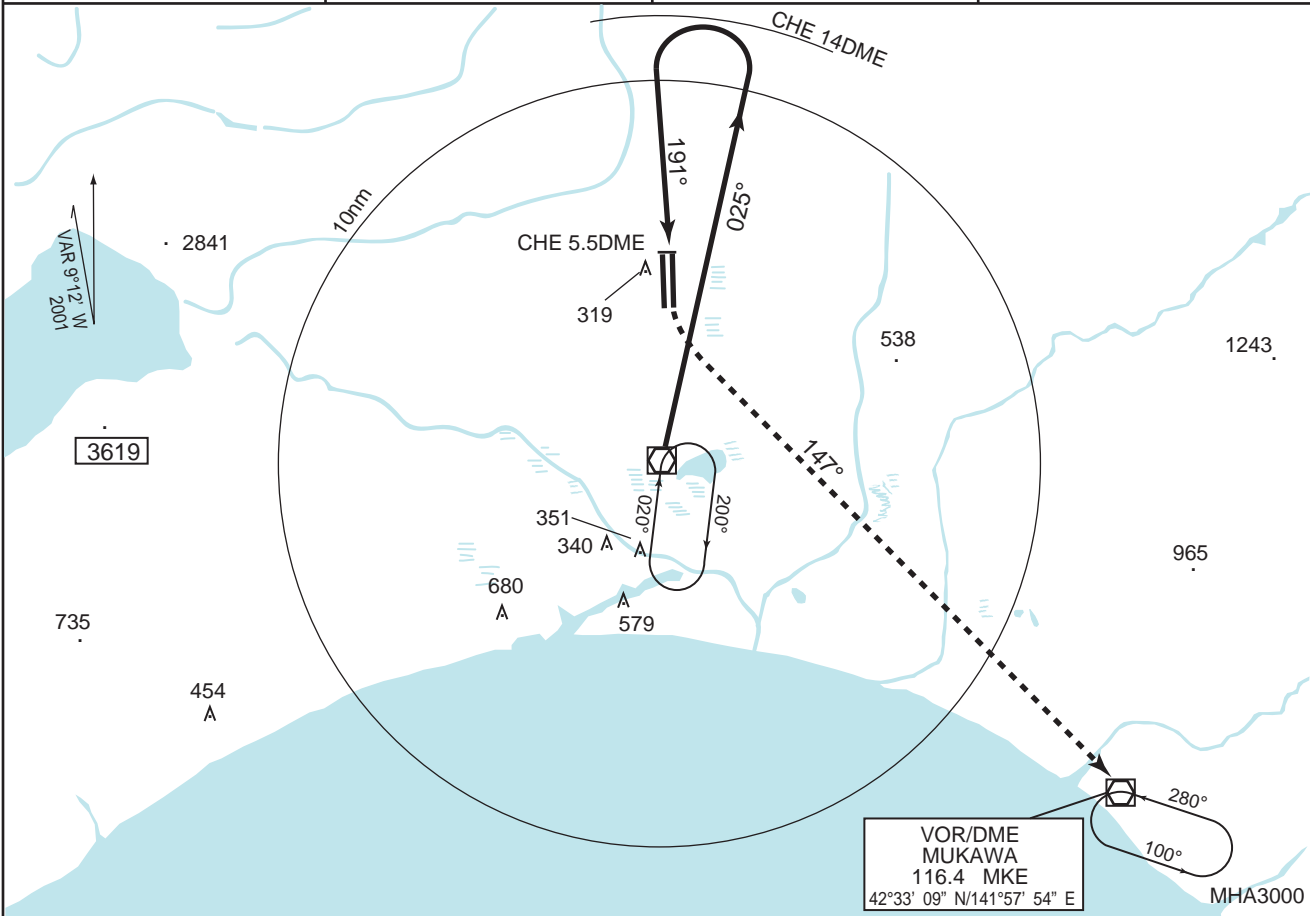 CHE 14DME
10nm
191°
025°
VAR 9°12' W
2001
2841
CHE 5.5DME
319
538
1243
3619
147°
351
020°
200°
340
965
680
579
735
454
280°
100°
VOR/DME
MUKAWA
116.4 MKE
42°33' 09" N/141°57' 54" E
MHA3000